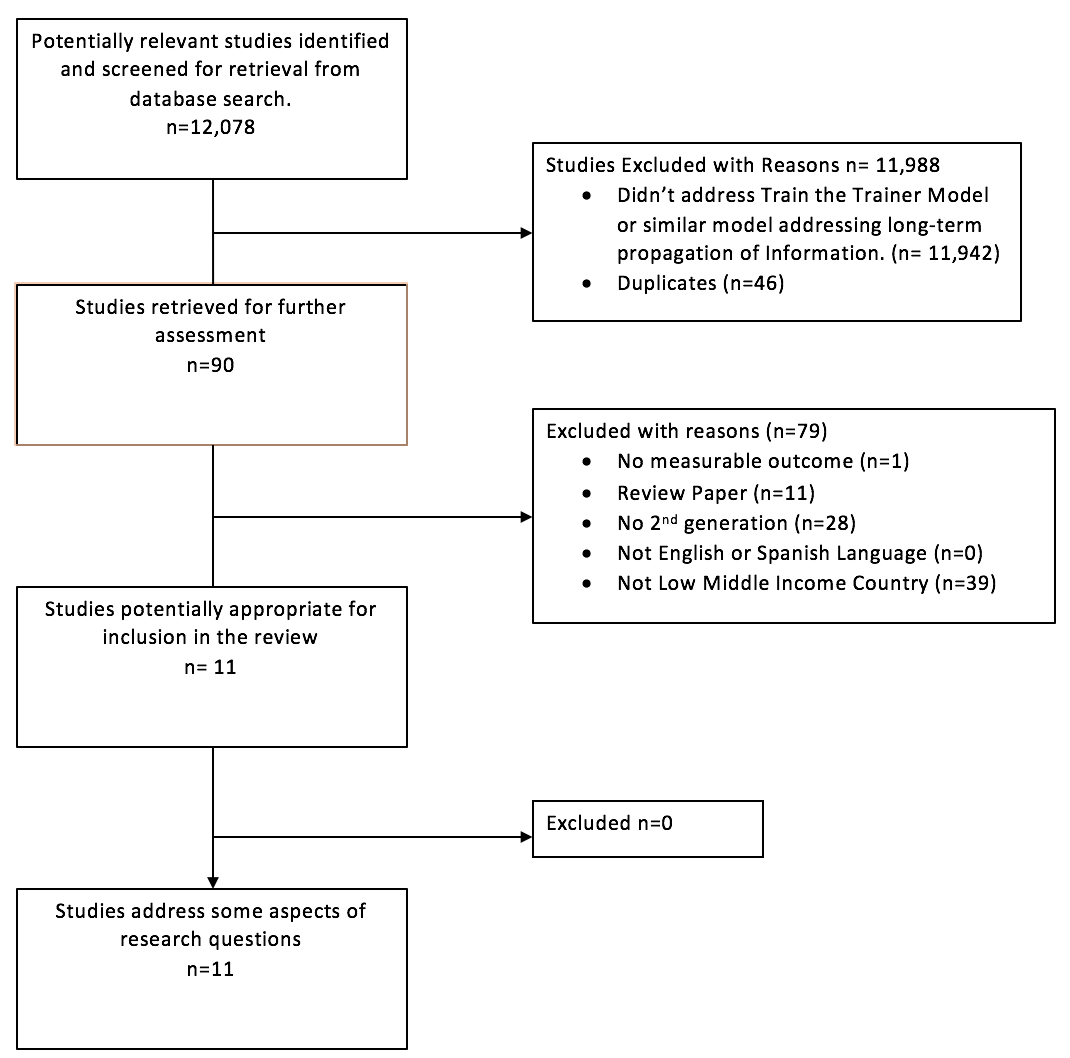 Potentially relevant studies identified
and screened for retrieval from
database search.
n=12,078
Studies Excluded with Reasons n= 11,988
• Didn’t address Train the Trainer Model
or similar model addressing long-term
propagation of Information. (n= 11,942)
• Duplicates (n=46)
Studies retrieved for further
assessment
n=90
Excluded with reasons (n=79)
• No measurable outcome (n=1)
• Review Paper (n=11)
• No 2nd generation (n=28)
• Not English or Spanish Language (n=0)
• Not Low Middle Income Country (n=39)
Studies potentially appropriate for
inclusion in the review
n= 11
Excluded n=0
Studies address some aspects of
research questions
n=11